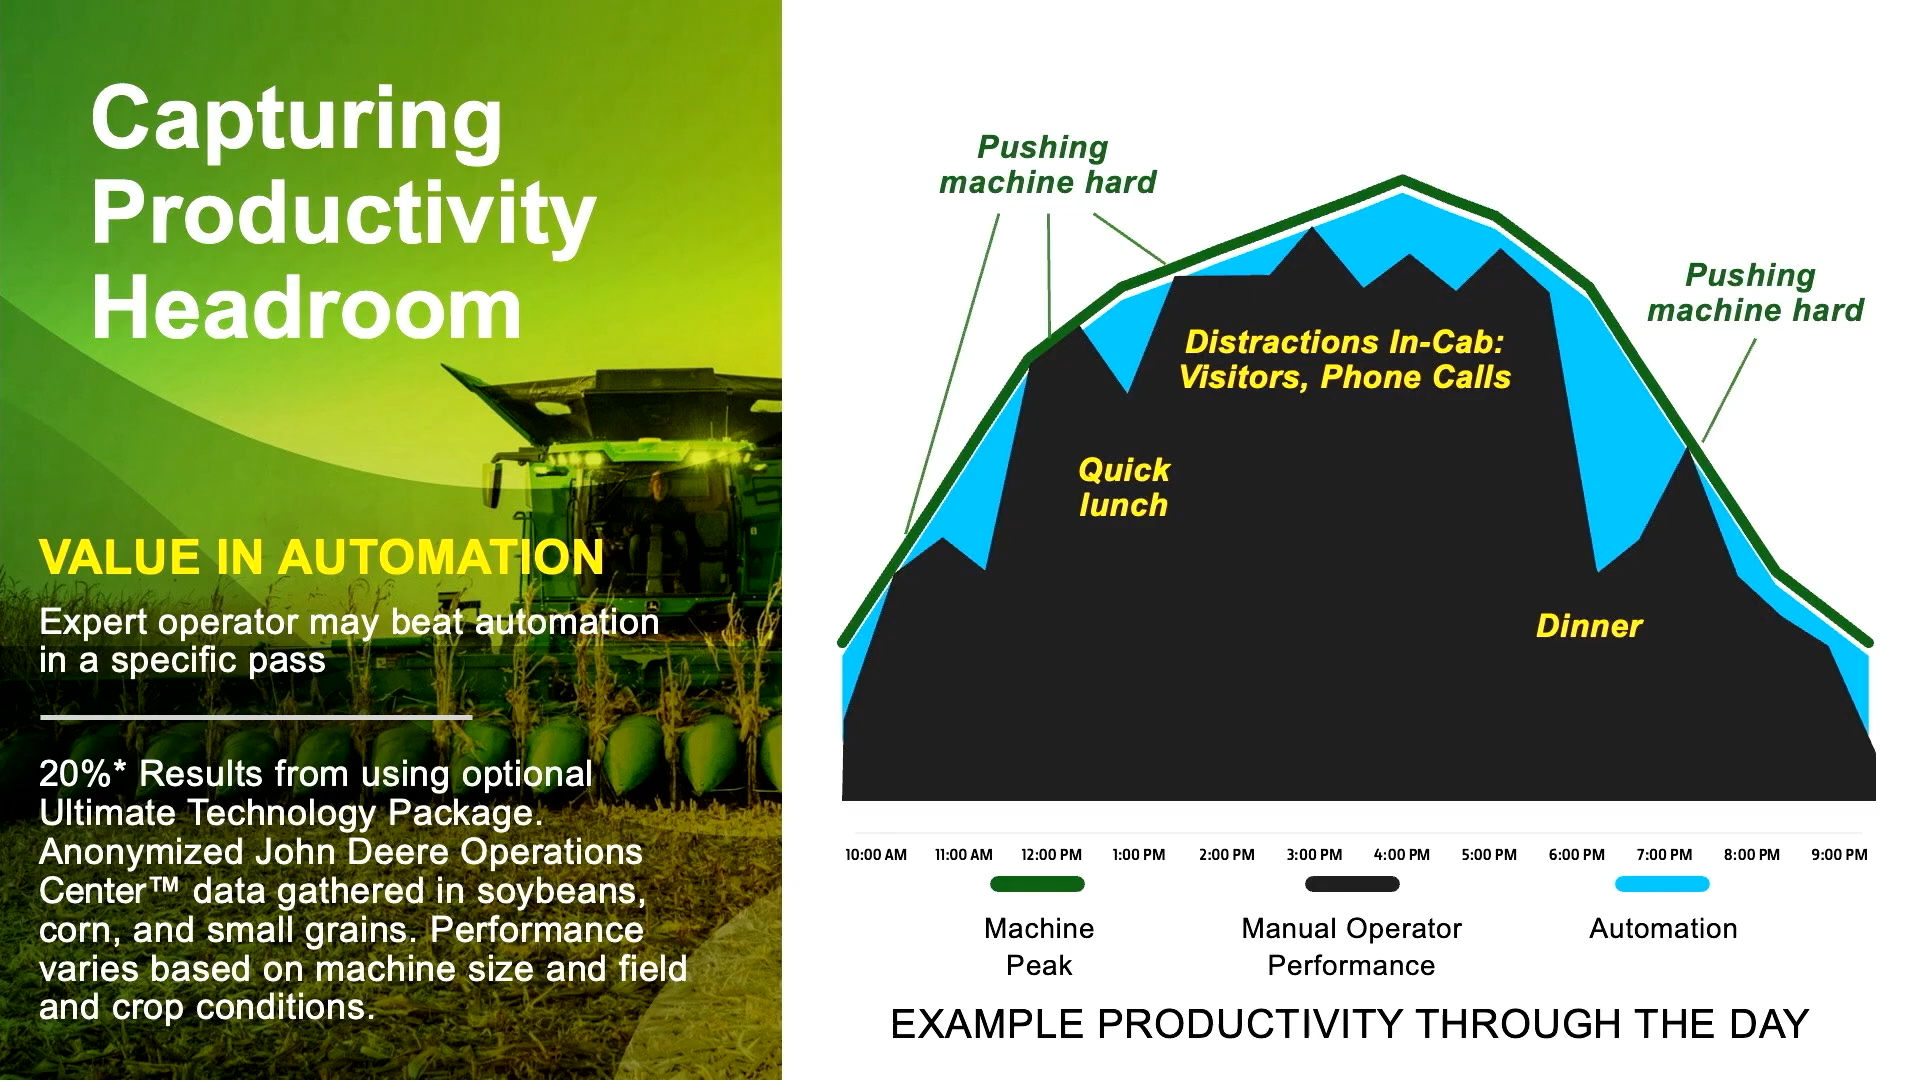 Capturing
Productivity
Headroom
VALUE IN AUTOMATION
Expert operator may beat automation
in a specific pass
20%* Results from using optional
Ultimate Technology Package.
Anonymized John Deere Operations
Center™ data gathered in soybeans,
corn, and small grains. Performance
varies based on machine size and field
and crop conditions.
Pushing
machine hard
Pushing
machine hard
Distractions In-Cab:
Visitors, Phone Calls
Quick
lunch
Dinner
10:00 AM 11:00 AM 12:00 PM 1:00 PM 2:00 PM 3:00 PM 4:00 PM 5:00 PM 6:00 PM 7:00 PM 8:00 PM 9:00 PM
Machine
Peak
Manual Operator
Performance
Automation
EXAMPLE PRODUCTIVITY THROUGH THE DAY